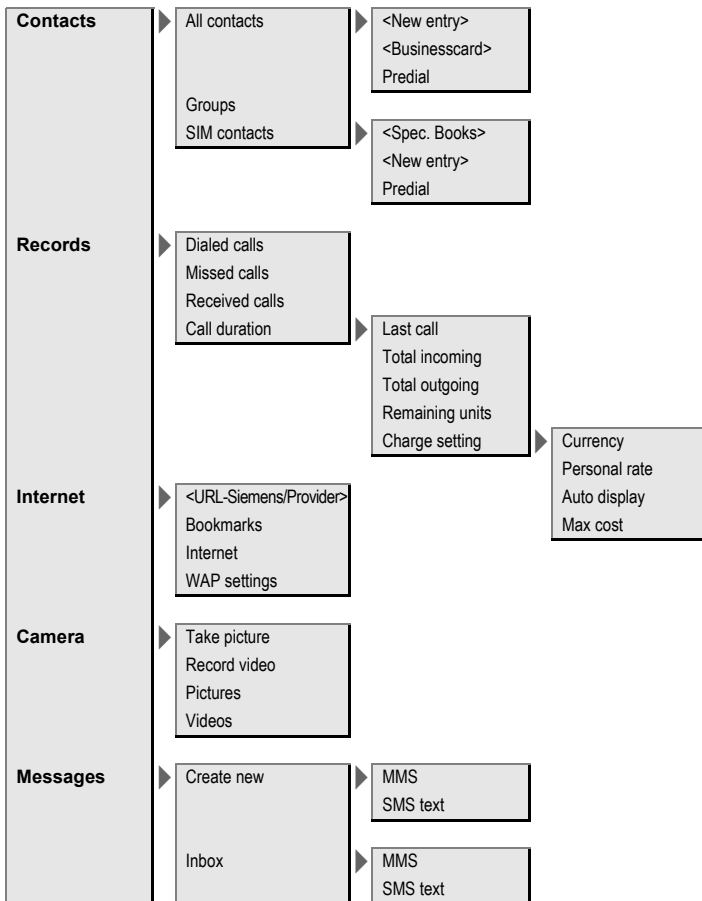 Contacts
All contacts
<New entry>
<Businesscard>
Predial
Groups
SIM contacts
<Spec. Books>
<New entry>
Predial
Records
Dialed calls
Missed calls
Received calls
Call duration
Last call
Total incoming
Total outgoing
Remaining units
Charge setting
Currency
Personal rate
Auto display
Max cost
Internet
<URL-Siemens/Provider>
Bookmarks
Internet
WAP settings
Camera
Take picture
Record video
Pictures
Videos
Messages
Create new
MMS
SMS text
Inbox
MMS
SMS text